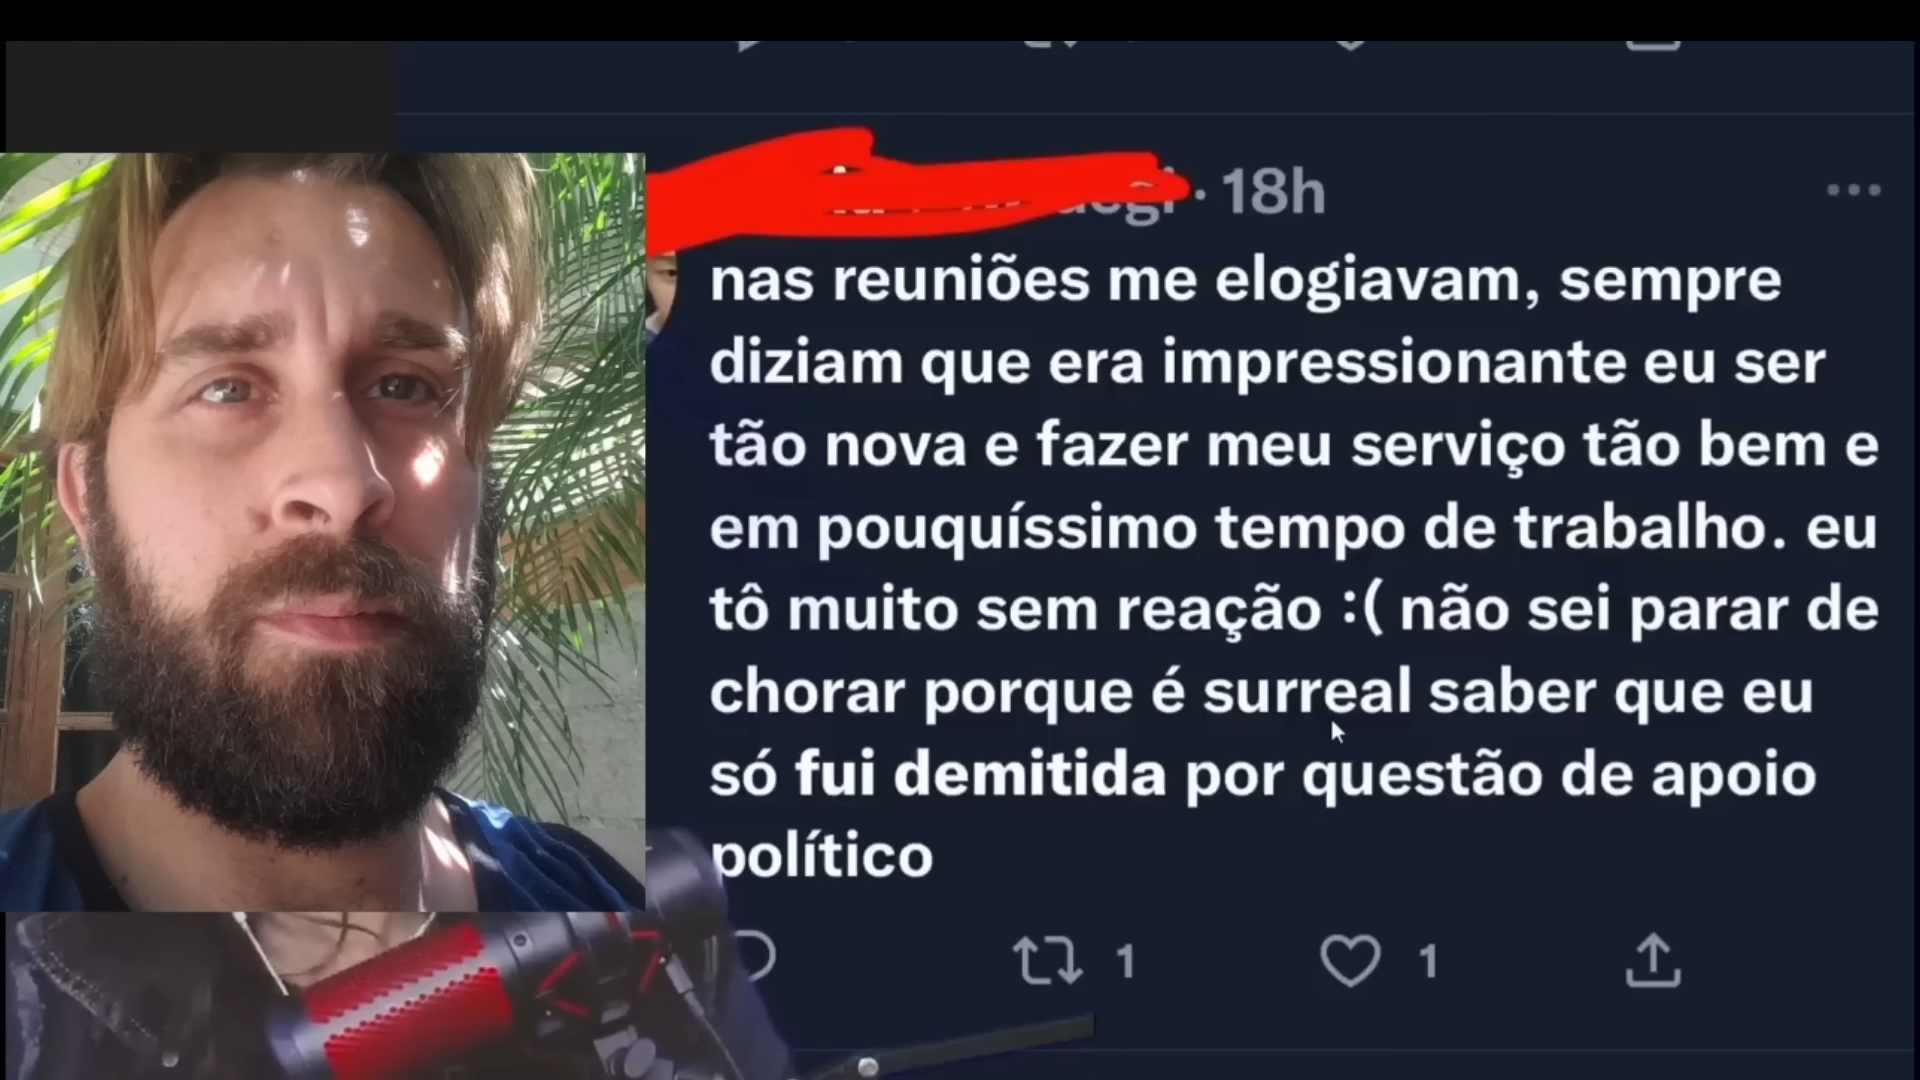 · 18h
nas reuniões me elogiavam, sempre
diziam que era impressionante eu ser
tão nova e fazer meu serviço tão bem e
em pouquíssimo tempo de trabalho. eu
tô muito sem reação :( não sei parar de
chorar porque é surreal saber que eu
só fui demitida por questão de apoio
político
1
1